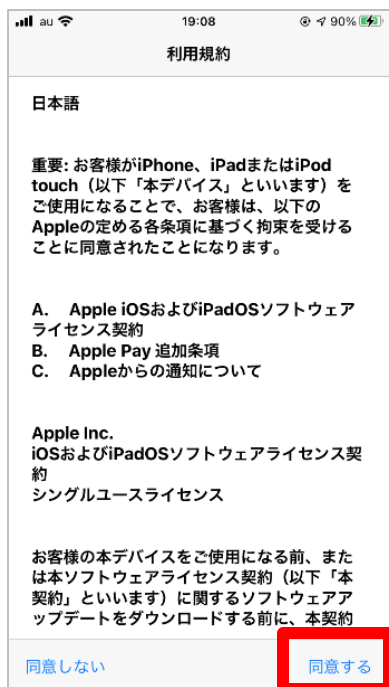 au 19:08 90%
利用規約
日本語
重要: お客様がiPhone、iPadまたはiPod
touch（以下「本デバイス」といいます）を
ご使用になることで、お客様は、以下の
Appleの定める各条項に基づく拘束を受ける
ことに同意されたことになります。
A. Apple iOSおよびiPadOSソフトウェア
ライセンス契約
B. Apple Pay 追加条項
C. Appleからの通知について
Apple Inc.
iOSおよびiPadOSソフトウェアライセンス契
約
シングルユースライセンス
お客様の本デバイスをご使用になる前、また
は本ソフトウェアライセンス契約（以下「本
契約」といいます）に関するソフトウェアア
ップデートをダウンロードする前に、本契約
同意しない 同意する